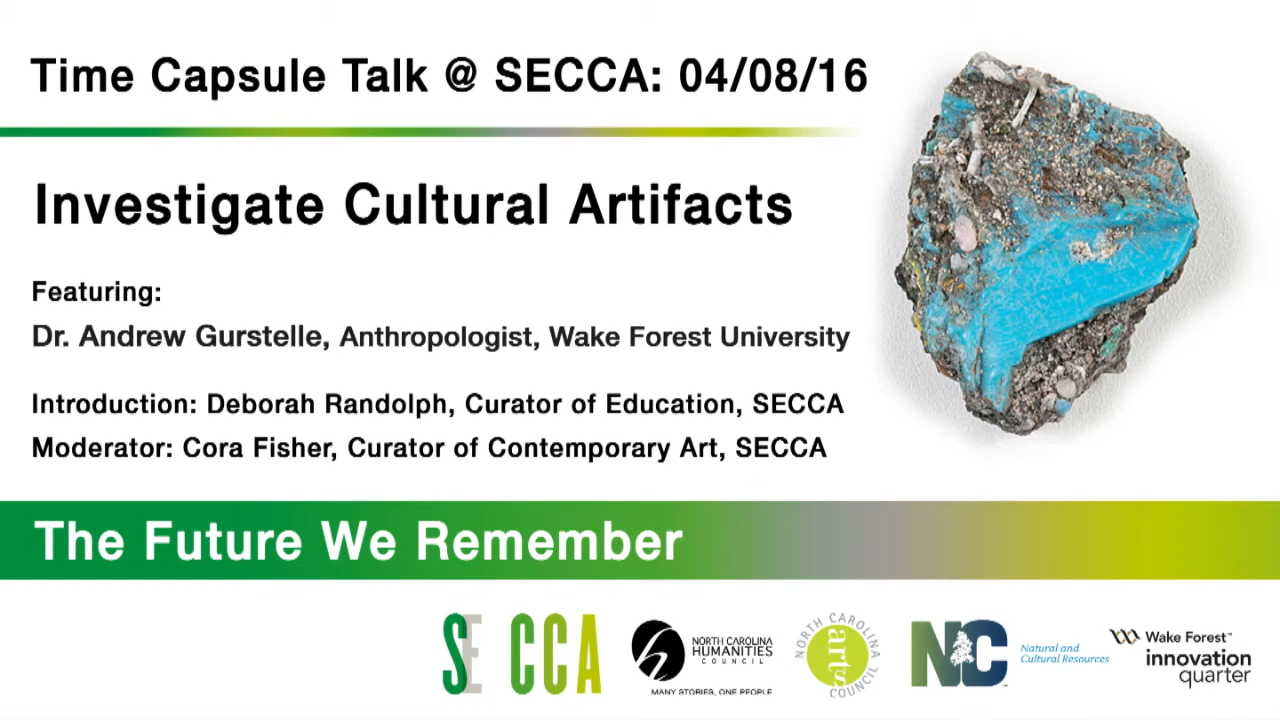 Time Capsule Talk @ SECCA: 04/08/16
Investigate Cultural Artifacts
Featuring:
Dr. Andrew Gurstelle, Anthropologist, Wake Forest University
Introduction: Deborah Randolph, Curator of Education, SECCA
Moderator: Cora Fisher, Curator of Contemporary Art, SECCA
The Future We Remember
SECCA
NORTH CAROLINA
HUMANITIES
COUNCIL
MANY STORIES, ONE PEOPLE
NORTH CAROLINA
arts
COUNCIL
NC
Natural and
Cultural Resources
Wake Forest™
innovation
quarter